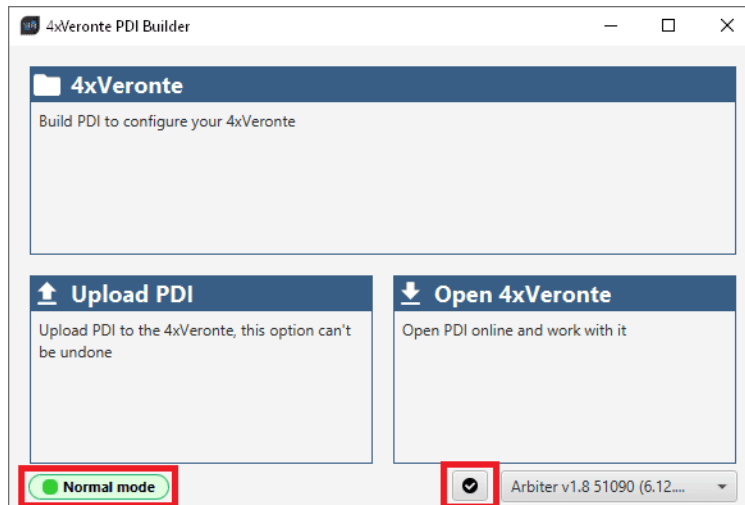 4xVeronte PDI Builder
4xVeronte
Build PDI to configure your 4xVeronte
Upload PDI
Upload PDI to the 4xVeronte, this option can't
be undone
Open 4xVeronte
Open PDI online and work with it
Normal mode
Arbiter v1.8 51090 (6.12....